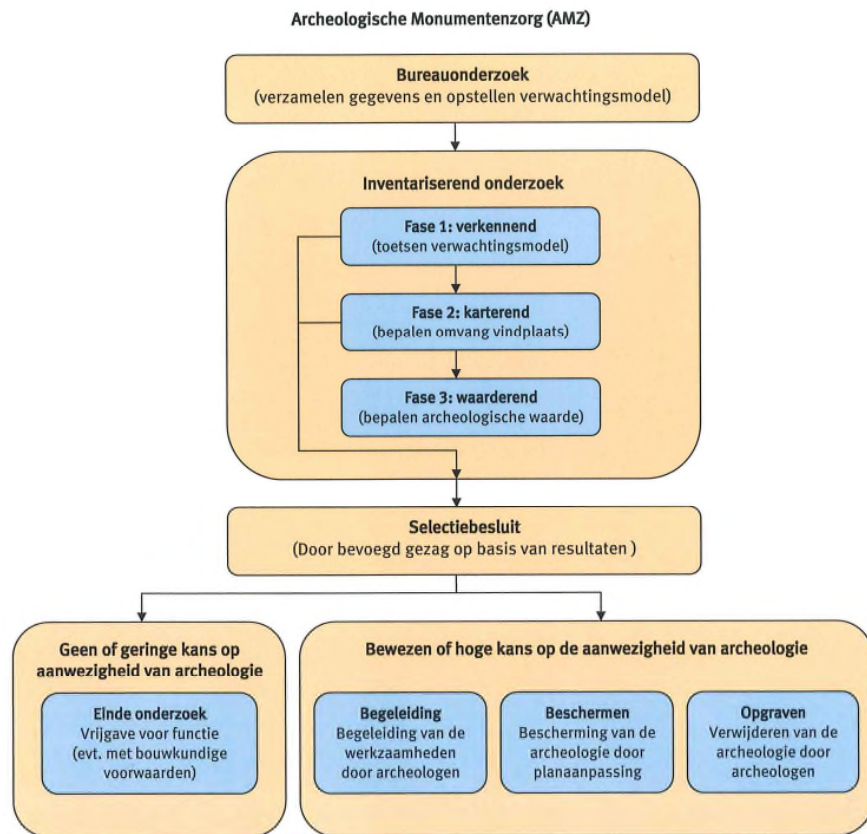 Archeologische Monumentenzorg (AMZ)
Bureauonderzoek
(verzamelen gegevens en opstellen verwachtingsmodel)
Inventariserend onderzoek
Fase 1: verkennend
(toetsen verwachtingsmodel)
Fase 2: karterend
(bepalen omvang vindplaats)
Fase 3: waarderend
(bepalen archeologische waarde)
Selectiebesluit
(Door bevoegd gezag op basis van resultaten )
Geen of geringe kans op
aanwezigheid van archeologie
Einde onderzoek
Vrijgave voor functie
(evt. met bouwkundige
voorwaarden)
Bewezen of hoge kans op de aanwezigheid van archeologie
Begeleiding
Begeleiding van de
werkzaamheden
door archeologen
Beschermen
Bescherming van de
archeologie door
planaanpassing
Opgraven
Verwijderen van de
archeologie door
archeologen